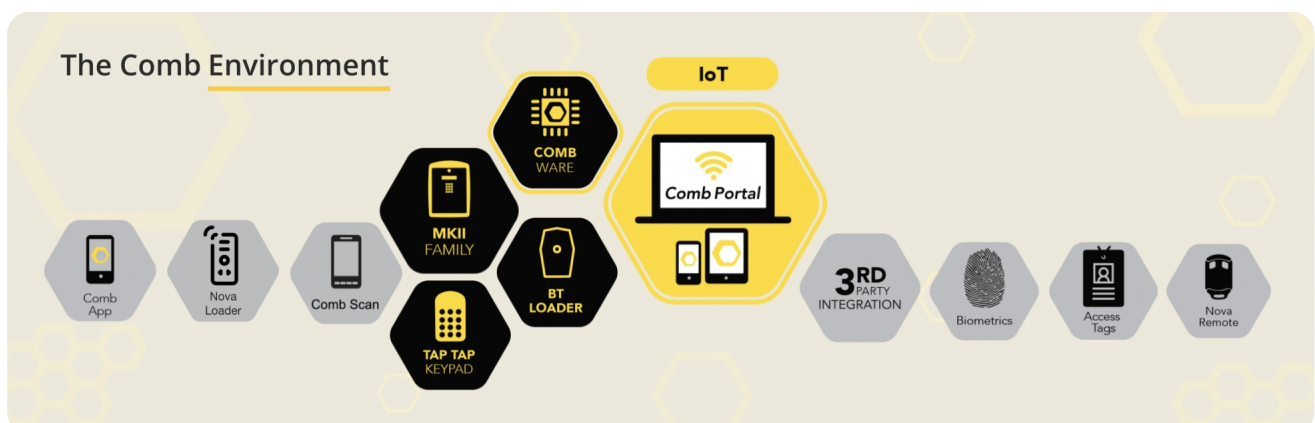 The Comb Environment
IoT
COMB
WARE
Comb Portal
MKII
FAMILY
BT
LOADER
TAP TAP
KEYPAD
Comb
App
Nova
Loader
Comb Scan
3RD
PARTY
INTEGRATION
Biometrics
Access
Tags
Nova
Remote